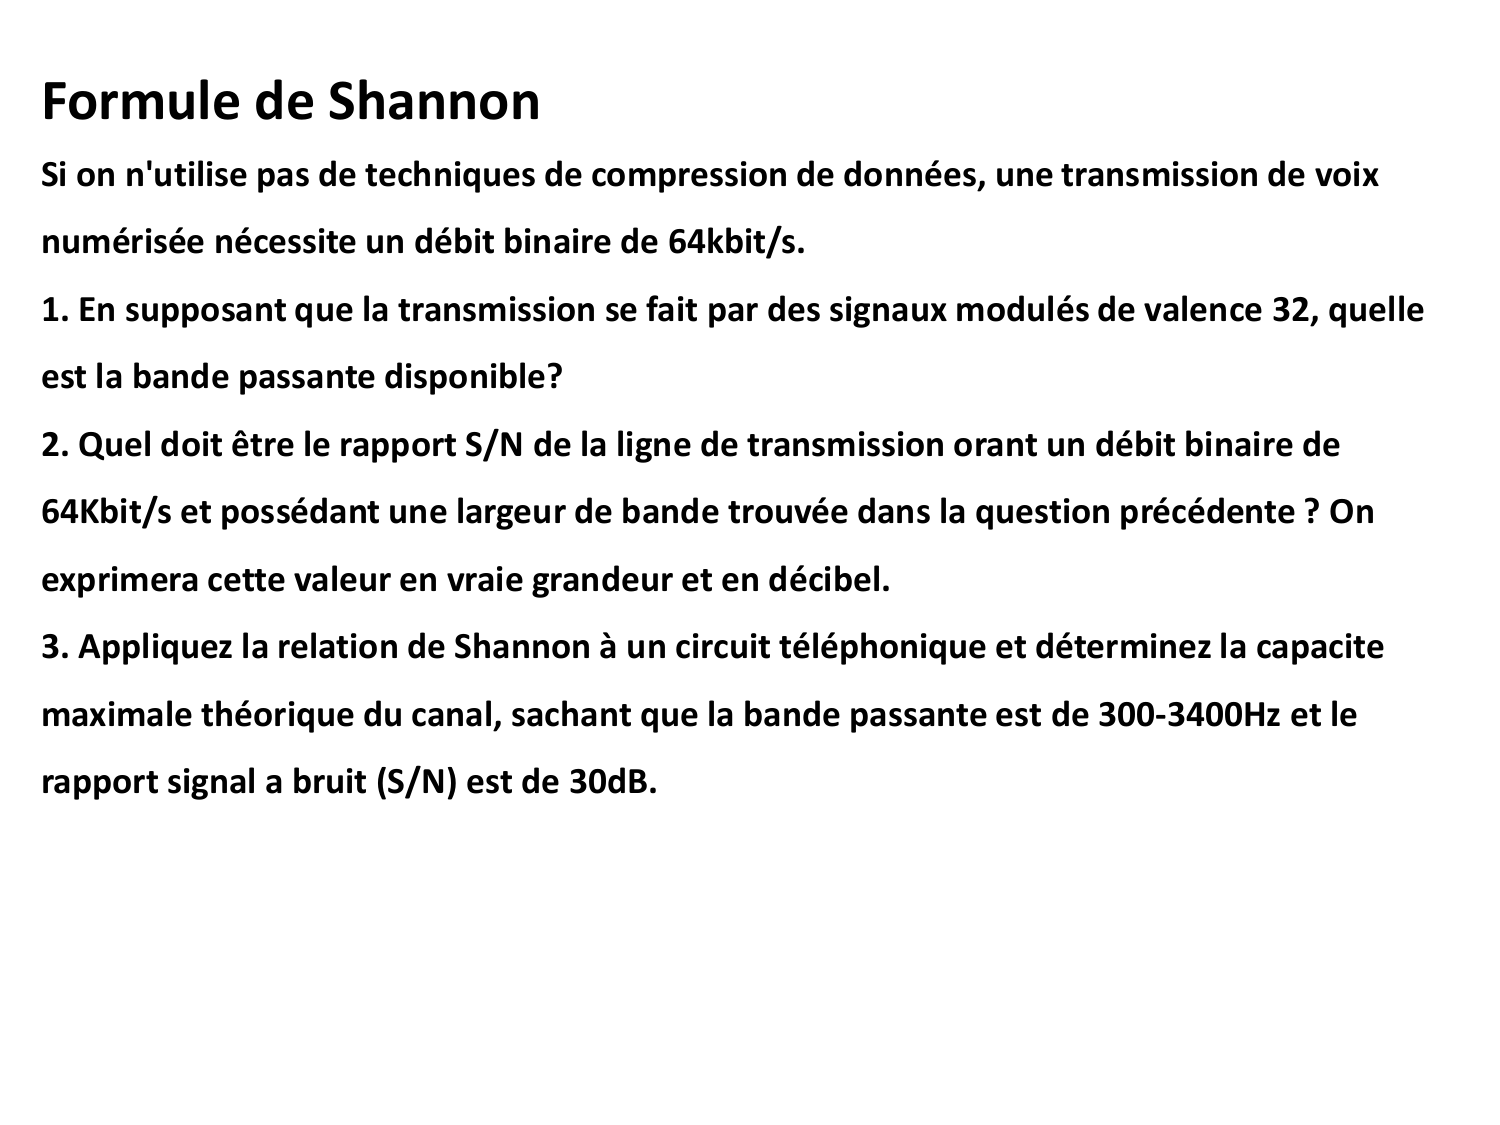 Formule de Shannon
Si on n'utilise pas de techniques de compression de données, une transmission de voix
numérisée nécessite un débit binaire de 64kbit/s.
1. En supposant que la transmission se fait par des signaux modulés de valence 32, quelle
est la bande passante disponible?
2. Quel doit être le rapport S/N de la ligne de transmission orant un débit binaire de
64Kbit/s et possédant une largeur de bande trouvée dans la question précédente ? On
exprimera cette valeur en vraie grandeur et en décibel.
3. Appliquez la relation de Shannon à un circuit téléphonique et déterminez la capacite
maximale théorique du canal, sachant que la bande passante est de 300-3400Hz et le
rapport signal a bruit (S/N) est de 30dB.